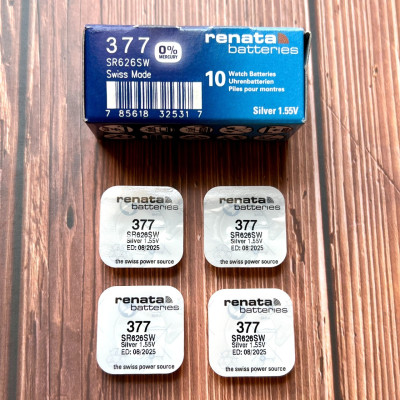 377
0%
MERCURY
SR626SW
Swiss Made
7 85618 32531 7
renata
batteries
10 Watch Batteries
Uhrenbatterien
Piles pour montres
Silver 1.55V
renata
batteries
377
SR626SW
Silver 1.55V
ED: 08/2025
the swiss power source
renata
batteries
377
SR626SW
Silver 1.55V
ED: 08/2025
the swiss power source
renata
batteries
377
SR626SW
Silver 1.55V
ED: 08/2025
the swiss power source
renata
batteries
377
SR626SW
Silver 1.55V
ED: 08/2025
the swiss power source